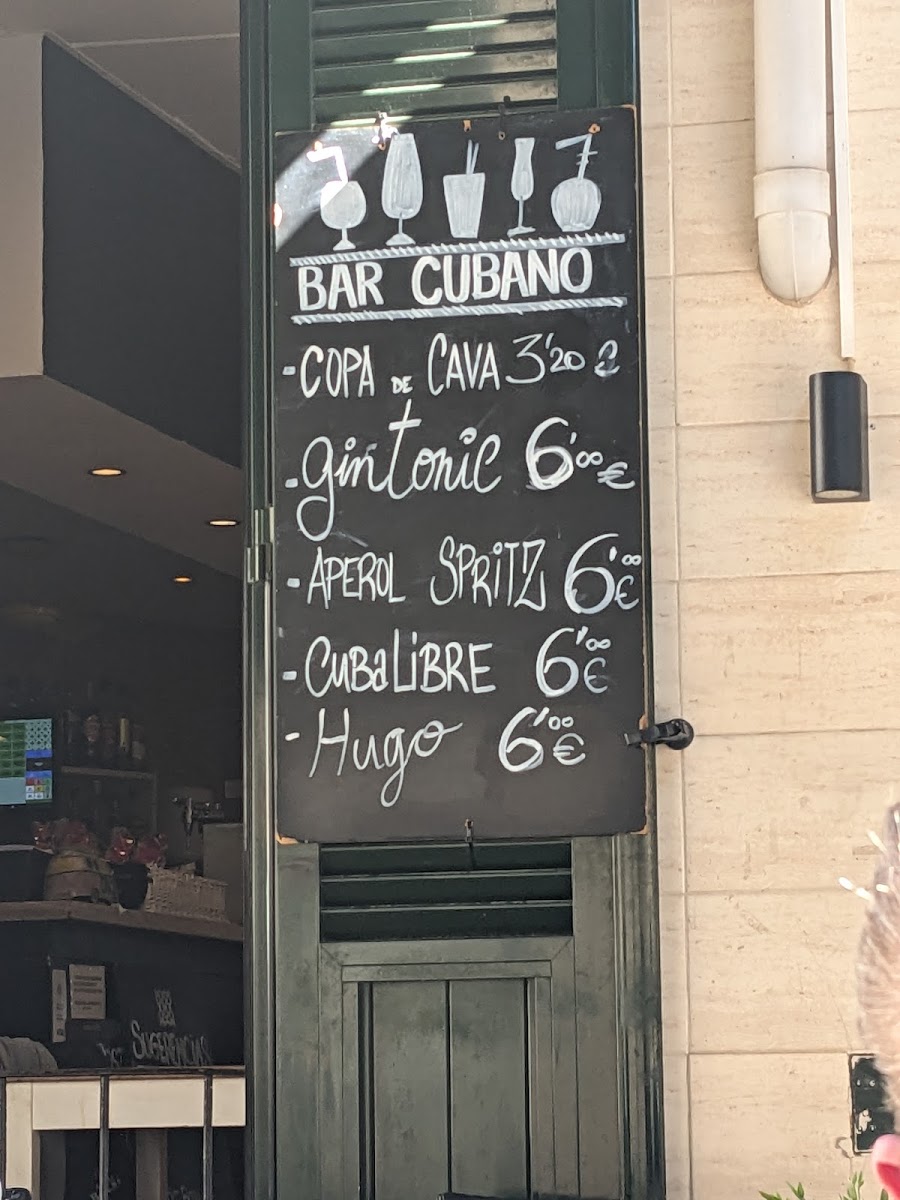 BAR CUBANO
- COPA DE CAVA 3'20 €
- gintonic 6'00 €
- APEROL SPRITZ 6'00 €
- CUBALIBRE 6'00 €
- Hugo 6'00 €
SUGERENCIAS